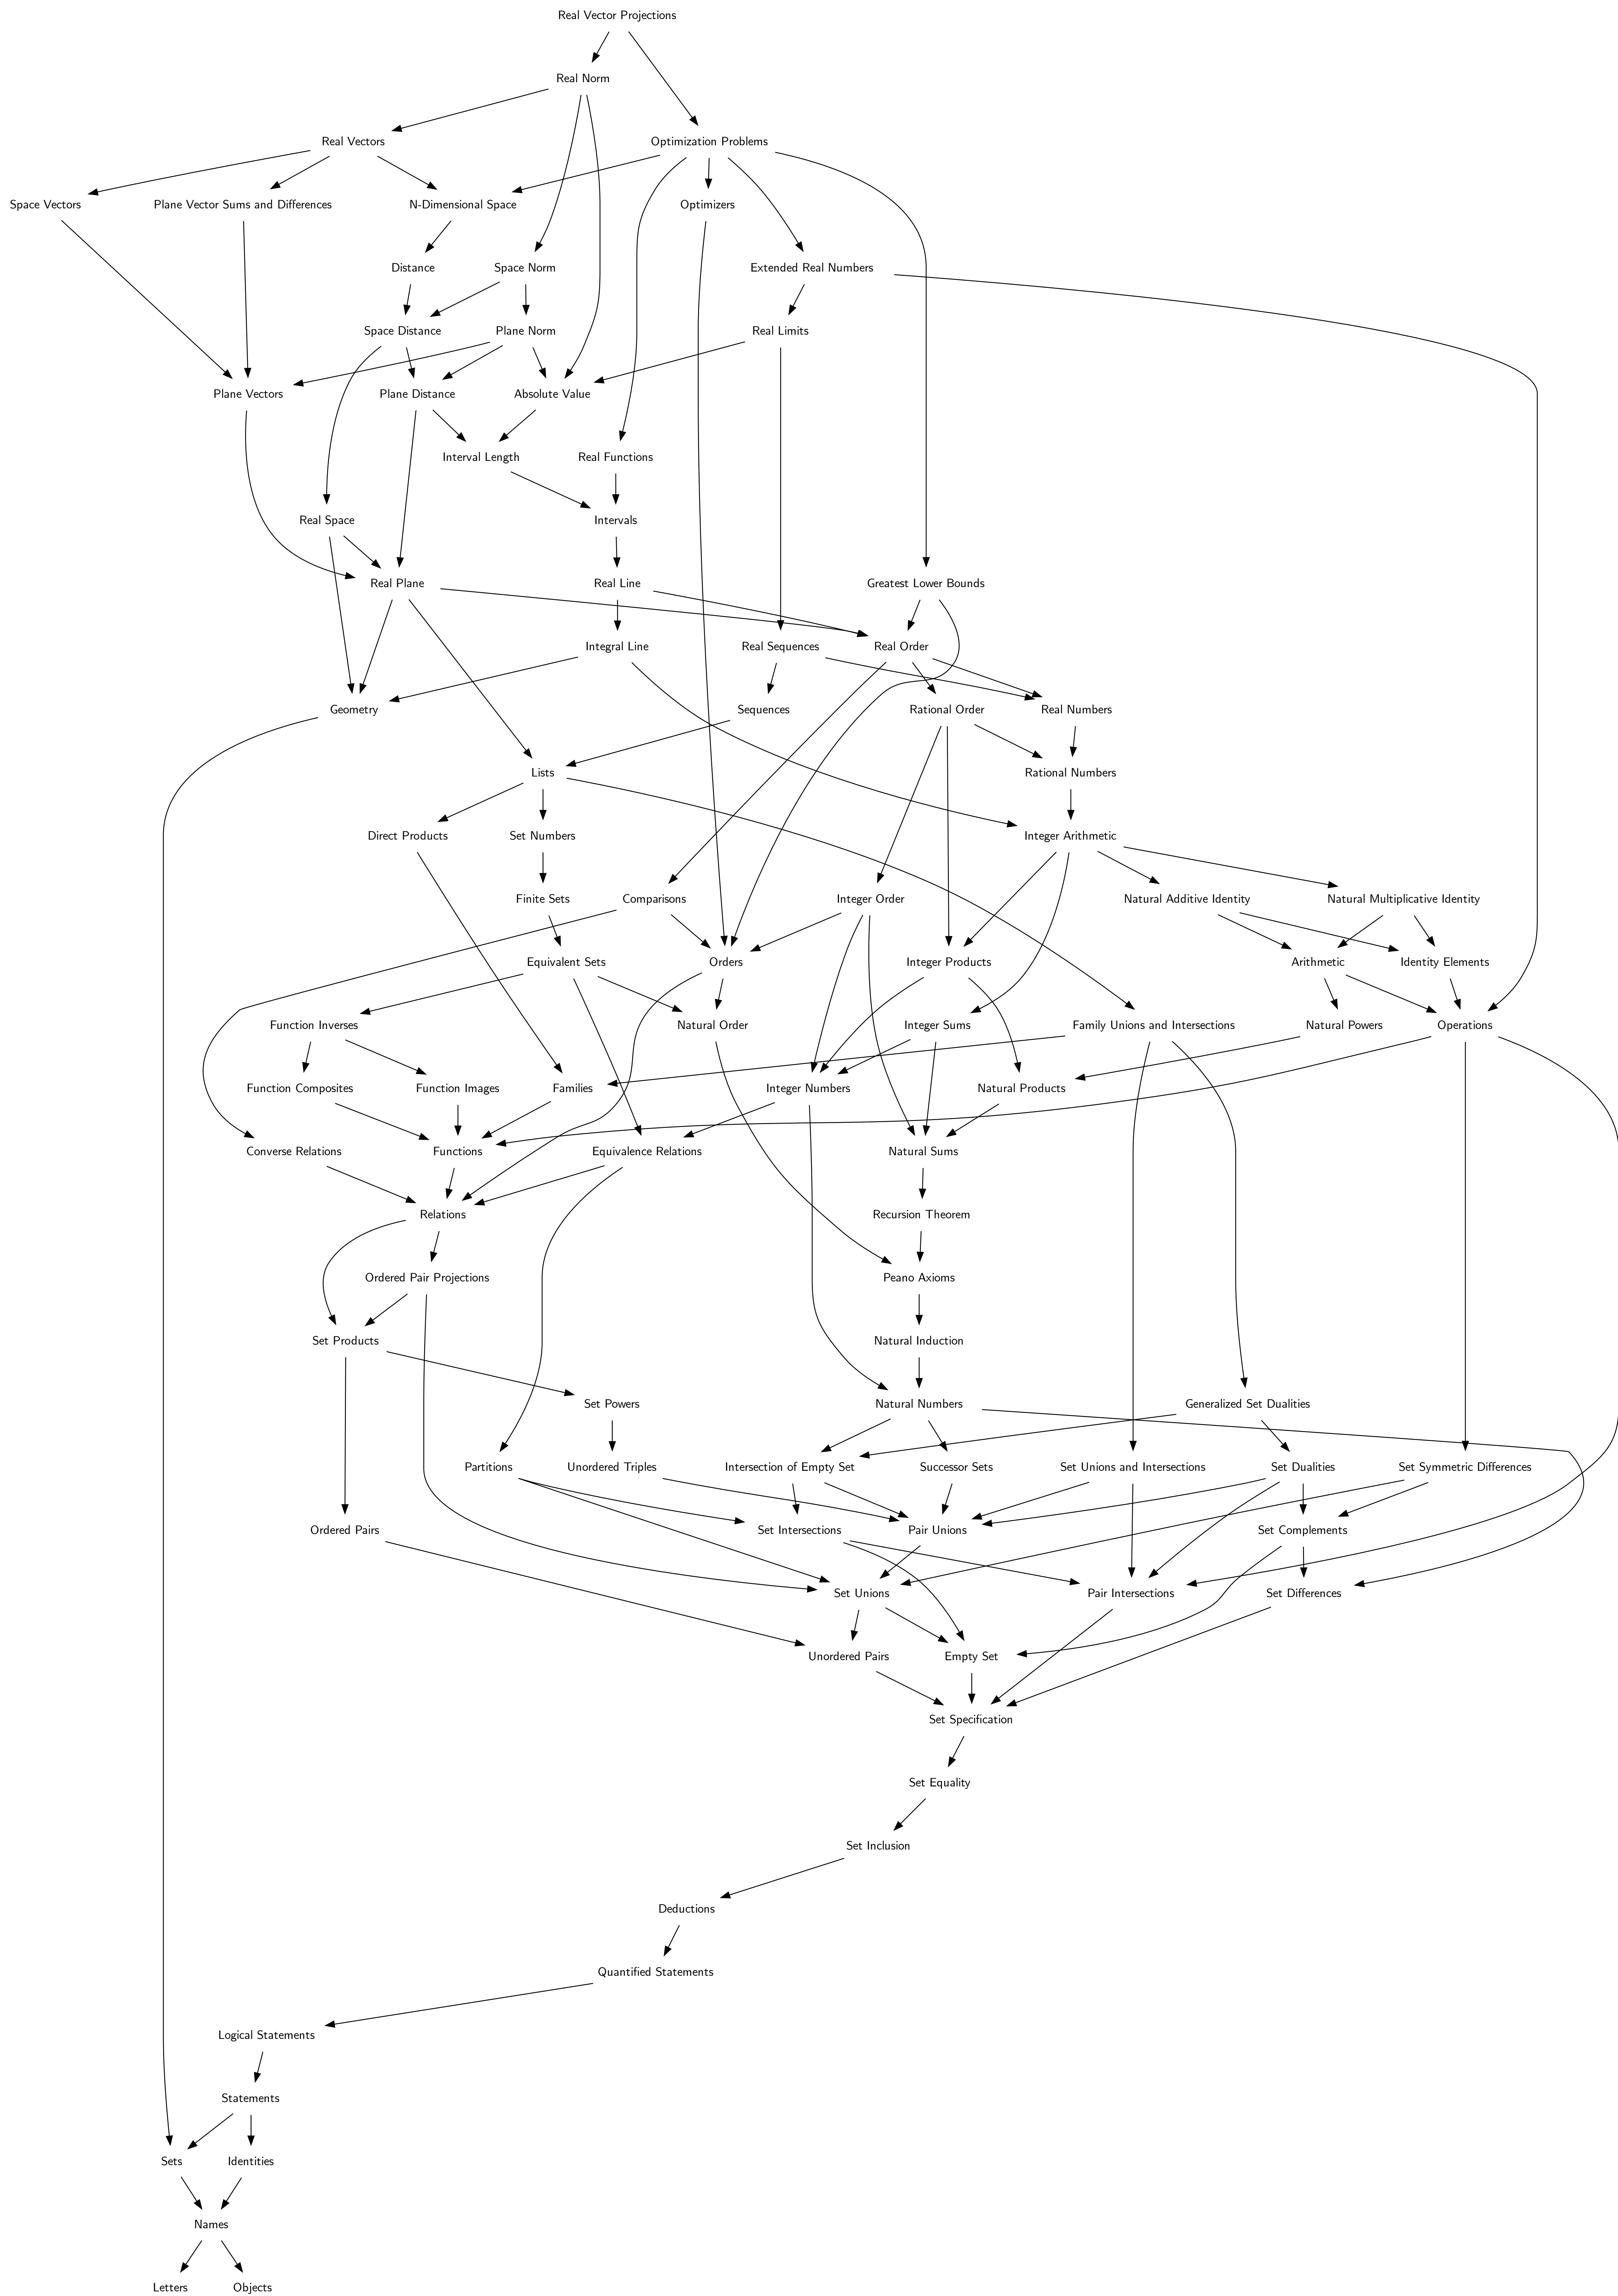 Real Vector Projections
Real Norm
Real Vectors
Optimization Problems
Space Vectors
Plane Vector Sums and Differences
N-Dimensional Space
Optimizers
Distance
Space Norm
Extended Real Numbers
Space Distance
Plane Norm
Real Limits
Plane Vectors
Plane Distance
Absolute Value
Interval Length
Real Functions
Real Space
Intervals
Real Plane
Real Line
Greatest Lower Bounds
Integral Line
Real Sequences
Real Order
Geometry
Sequences
Rational Order
Real Numbers
Lists
Rational Numbers
Direct Products
Set Numbers
Integer Arithmetic
Finite Sets
Comparisons
Integer Order
Natural Additive Identity
Natural Multiplicative Identity
Equivalent Sets
Orders
Integer Products
Arithmetic
Identity Elements
Function Inverses
Natural Order
Integer Sums
Family Unions and Intersections
Natural Powers
Operations
Function Composites
Function Images
Families
Integer Numbers
Natural Products
Converse Relations
Functions
Equivalence Relations
Natural Sums
Relations
Recursion Theorem
Ordered Pair Projections
Peano Axioms
Set Products
Natural Induction
Set Powers
Natural Numbers
Generalized Set Dualities
Partitions
Unordered Triples
Intersection of Empty Set
Successor Sets
Set Unions and Intersections
Set Dualities
Set Symmetric Differences
Ordered Pairs
Set Intersections
Pair Unions
Set Complements
Set Unions
Pair Intersections
Set Differences
Unordered Pairs
Empty Set
Set Specification
Set Equality
Set Inclusion
Deductions
Quantified Statements
Logical Statements
Statements
Sets
Identities
Names
Letters
Objects